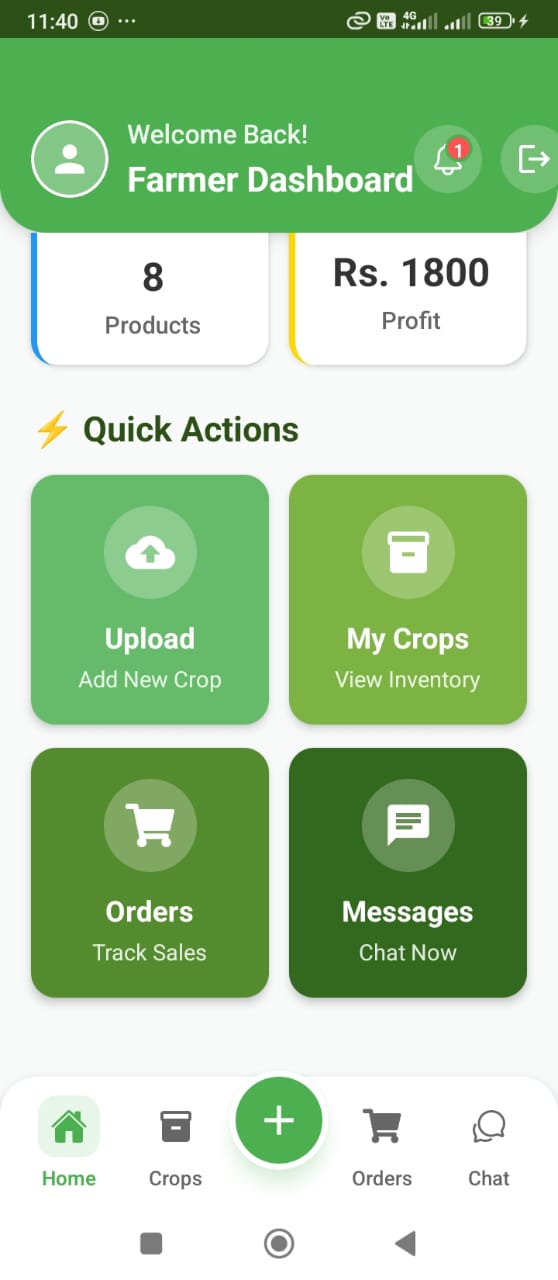 11:40
4G
Vo LTE
39
Welcome Back!
Farmer Dashboard
1
8
Products
Rs. 1800
Profit
⚡ Quick Actions
Upload
Add New Crop
My Crops
View Inventory
Orders
Track Sales
Messages
Chat Now
Home
Crops
Orders
Chat